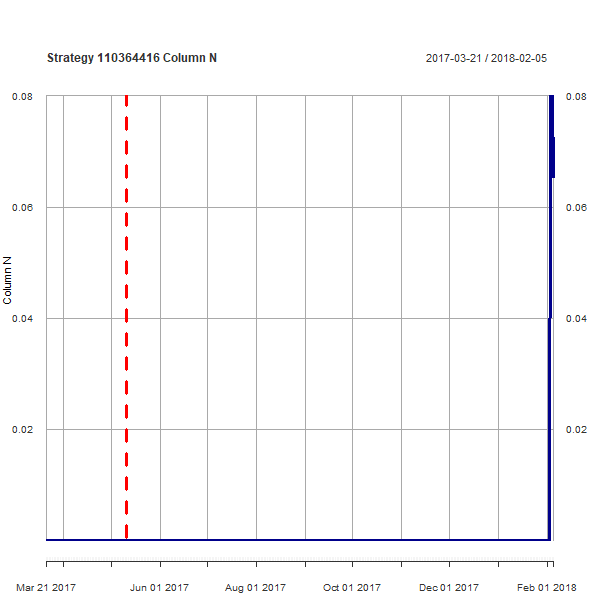 Strategy 110364416 Column N
2017-03-21 / 2018-02-05
0.08
0.08
0.06
0.06
Column N
0.04
0.04
0.02
0.02
Mar 21 2017
Jun 01 2017
Aug 01 2017
Oct 01 2017
Dec 01 2017
Feb 01 2018